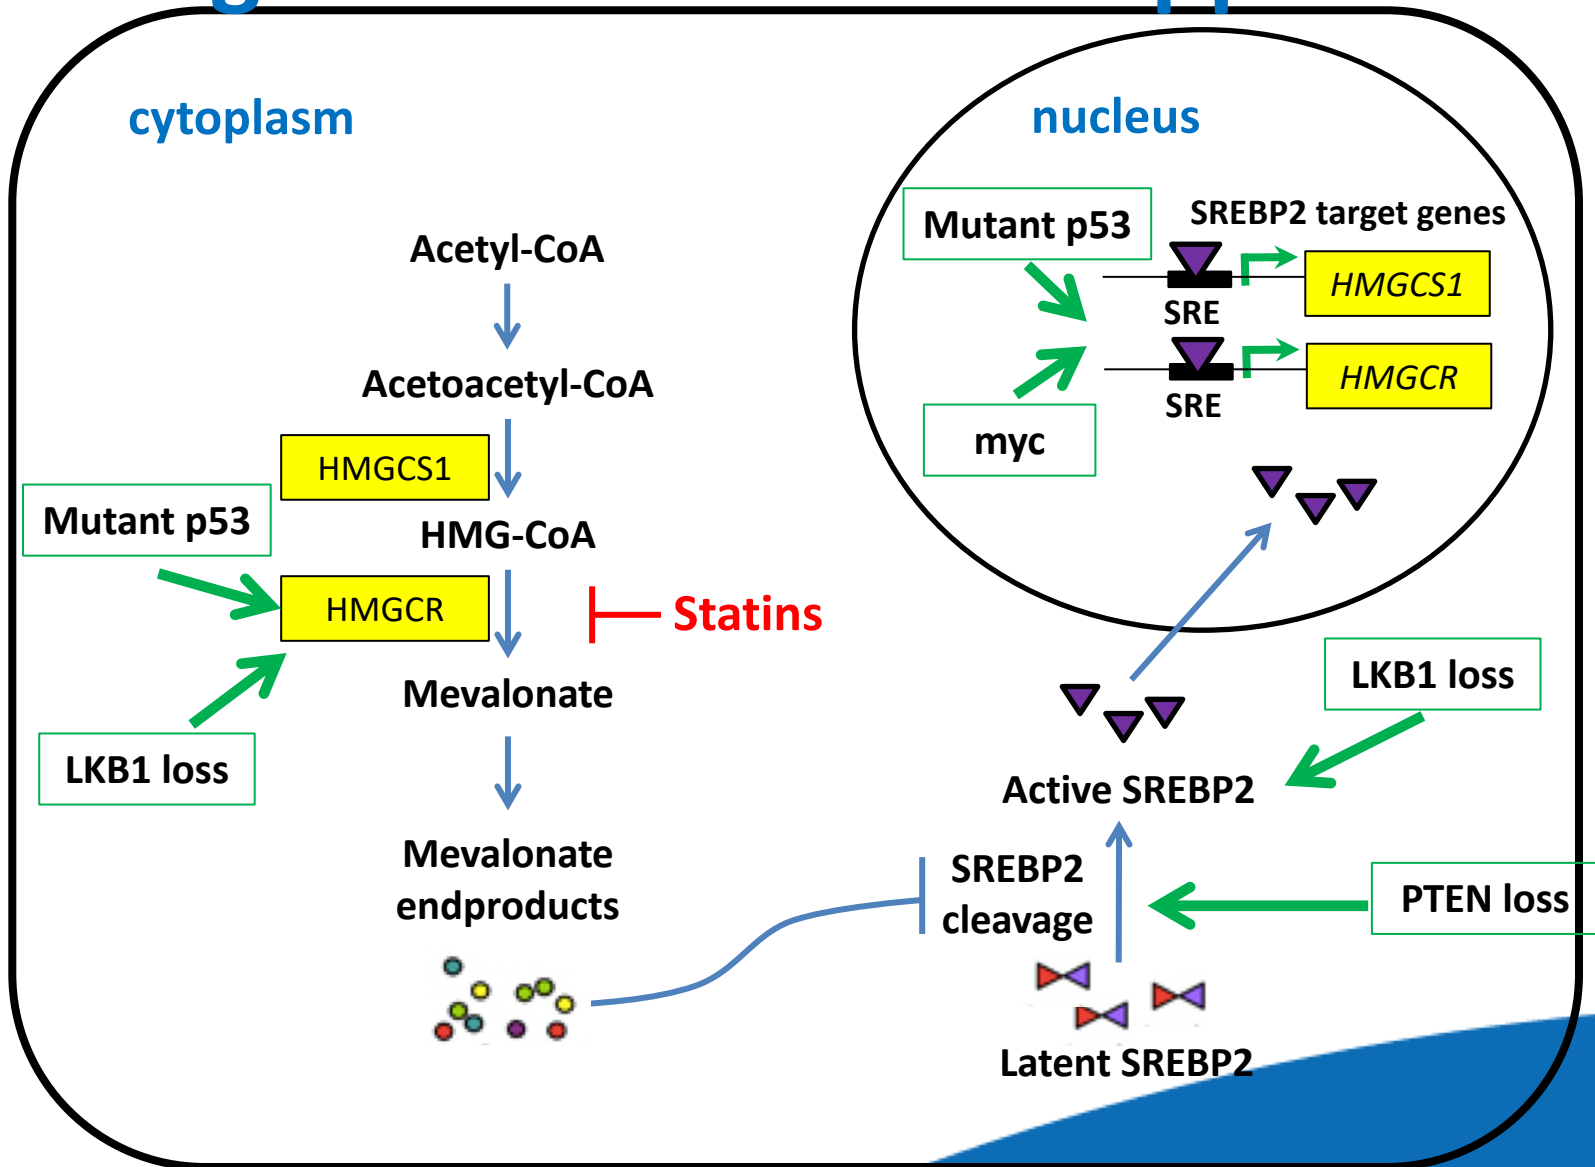 cytoplasm
nucleus
Mutant p53
SREBP2 target genes
HMGCS1
SRE
HMGCR
SRE
myc
Acetyl-CoA
Acetoacetyl-CoA
HMGCS1
Mutant p53
HMG-CoA
HMGCR
Statins
Mevalonate
LKB1 loss
Mevalonate
endproducts
LKB1 loss
Active SREBP2
SREBP2
cleavage
PTEN loss
Latent SREBP2